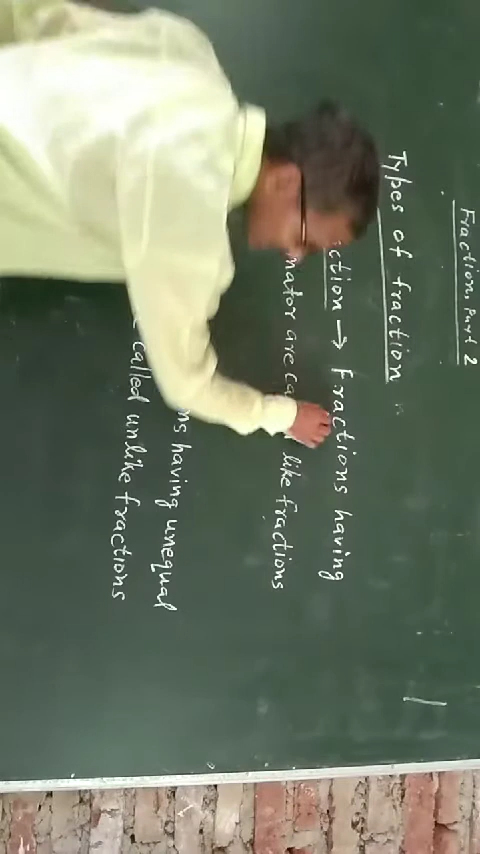 Fraction, Part 2
Types of fraction
ction → fractions having
nator are ca like fractions
ns having unequal
called unlike fractions